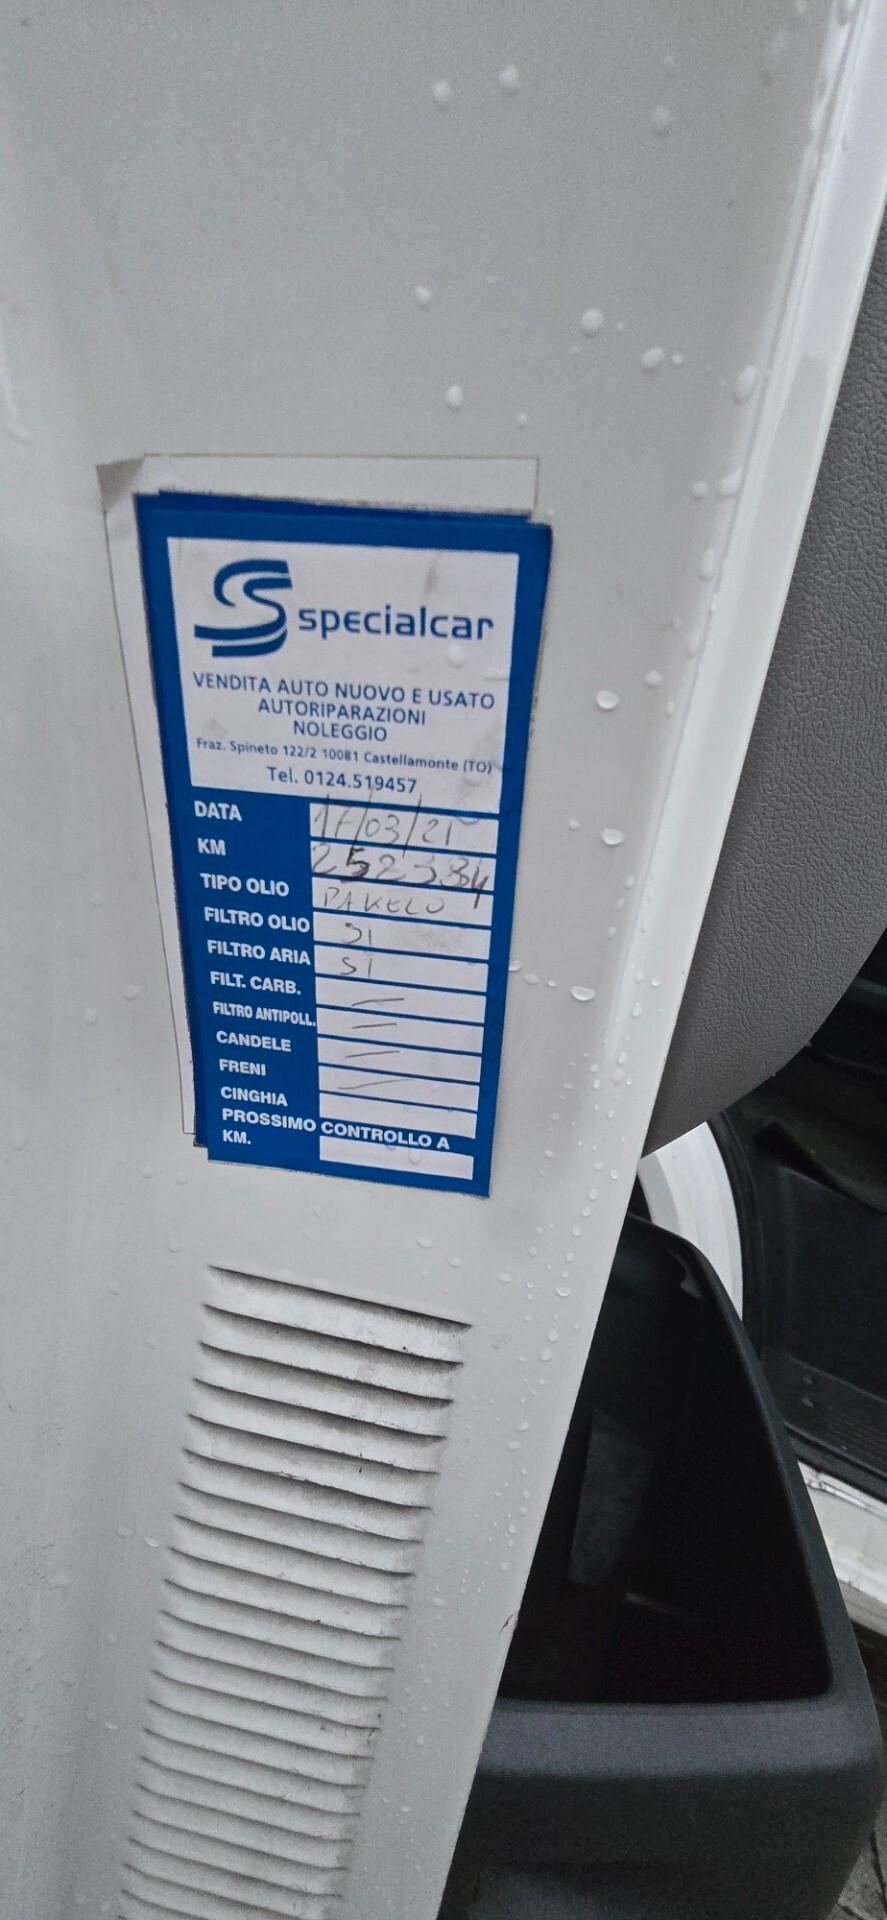 specialcar
VENDITA AUTO NUOVO E USATO
AUTORIPARAZIONI
NOLEGGIO
Fraz. Spineto 122/2 10081 Castellamonte (TO)
Tel. 0124.519457
DATA 17/03/21
KM
TIPO OLIO PAKELO
FILTRO OLIO SI
FILTRO ARIA SI
FILT. CARB. —
FILTRO ANTIPOLL. —
CANDELE —
FRENI —
CINGHIA
PROSSIMO CONTROLLO A
KM.